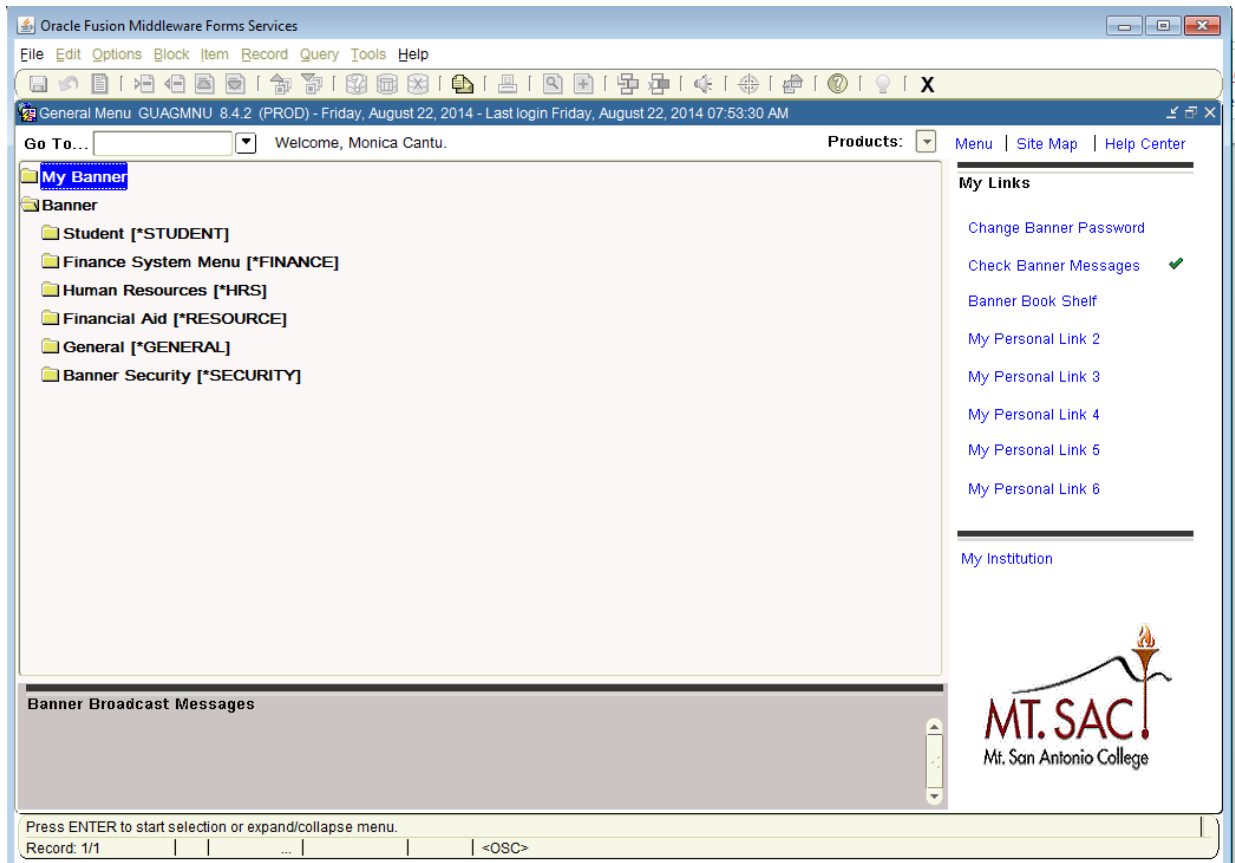 Oracle Fusion Middleware Forms Services
File Edit Options Block Item Record Query Tools Help
X
General Menu GUAGMNU 8.4.2 (PROD) - Friday, August 22, 2014 - Last login Friday, August 22, 2014 07:53:30 AM
Go To... Welcome, Monica Cantu. Products: Menu | Site Map | Help Center
My Banner
Banner
Student [*STUDENT]
Finance System Menu [*FINANCE]
Human Resources [*HRS]
Financial Aid [*RESOURCE]
General [*GENERAL]
Banner Security [*SECURITY]
My Links
Change Banner Password
Check Banner Messages
Banner Book Shelf
My Personal Link 2
My Personal Link 3
My Personal Link 4
My Personal Link 5
My Personal Link 6
My Institution
MT. SAC
Mt. San Antonio College
Banner Broadcast Messages
Press ENTER to start selection or expand/collapse menu.
Record: 1/1 ... <OSC>